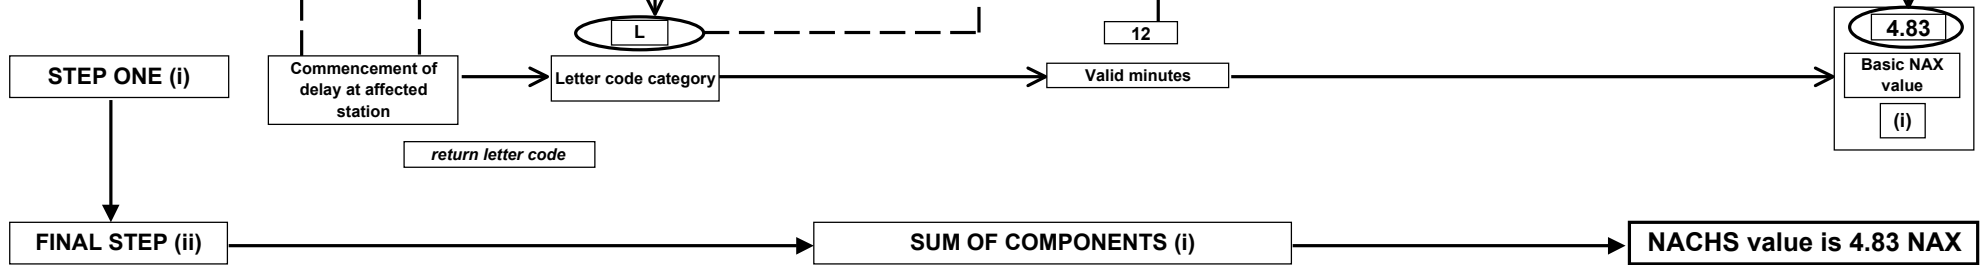 L
12
4.83
STEP ONE (i)
Commencement of
delay at affected
station
Letter code category
Valid minutes
Basic NAX
value
(i)
return letter code
FINAL STEP (ii)
SUM OF COMPONENTS (i)
NACHS value is 4.83 NAX